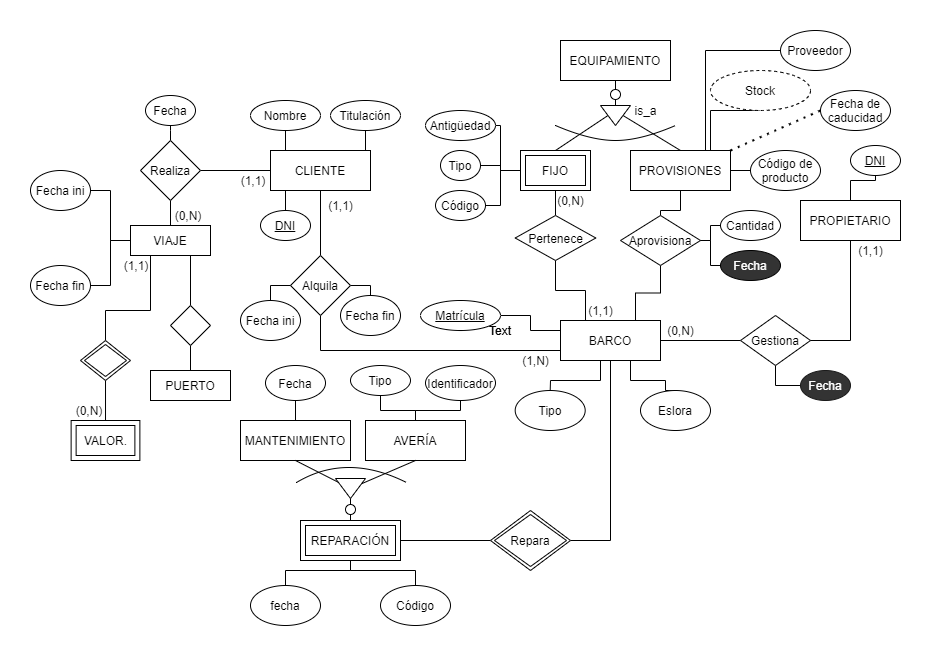 EQUIPAMIENTO
Proveedor
Stock
is_a
Fecha de
caducidad
Fecha
Nombre
Titulación
Antigüedad
Tipo
Código
FIJO
PROVISIONES
Código de
producto
DNI
Realiza
CLIENTE
(1,1)
Fecha ini
(0,N)
(1,1)
(0,N)
DNI
VIAJE
PROPIETARIO
Cantidad
Pertenece
Aprovisiona
(1,1)
(1,1)
Fecha
Fecha fin
Alquila
Fecha ini
Fecha fin
Matrícula
Text
(1,1)
BARCO
(0,N)
Gestiona
(1,N)
PUERTO
Fecha
Tipo
Identificador
Fecha
Tipo
Eslora
(0,N)
VALOR.
MANTENIMIENTO
AVERÍA
REPARACIÓN
Repara
fecha
Código